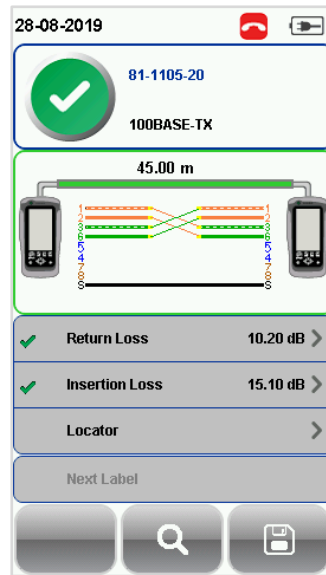 28-08-2019
81-1105-20
100BASE-TX
45.00 m
1 1
2 2
3 3
6 6
5 5
4 4
7 7
8 8
S S
Return Loss 10.20 dB
Insertion Loss 15.10 dB
Locator
Next Label